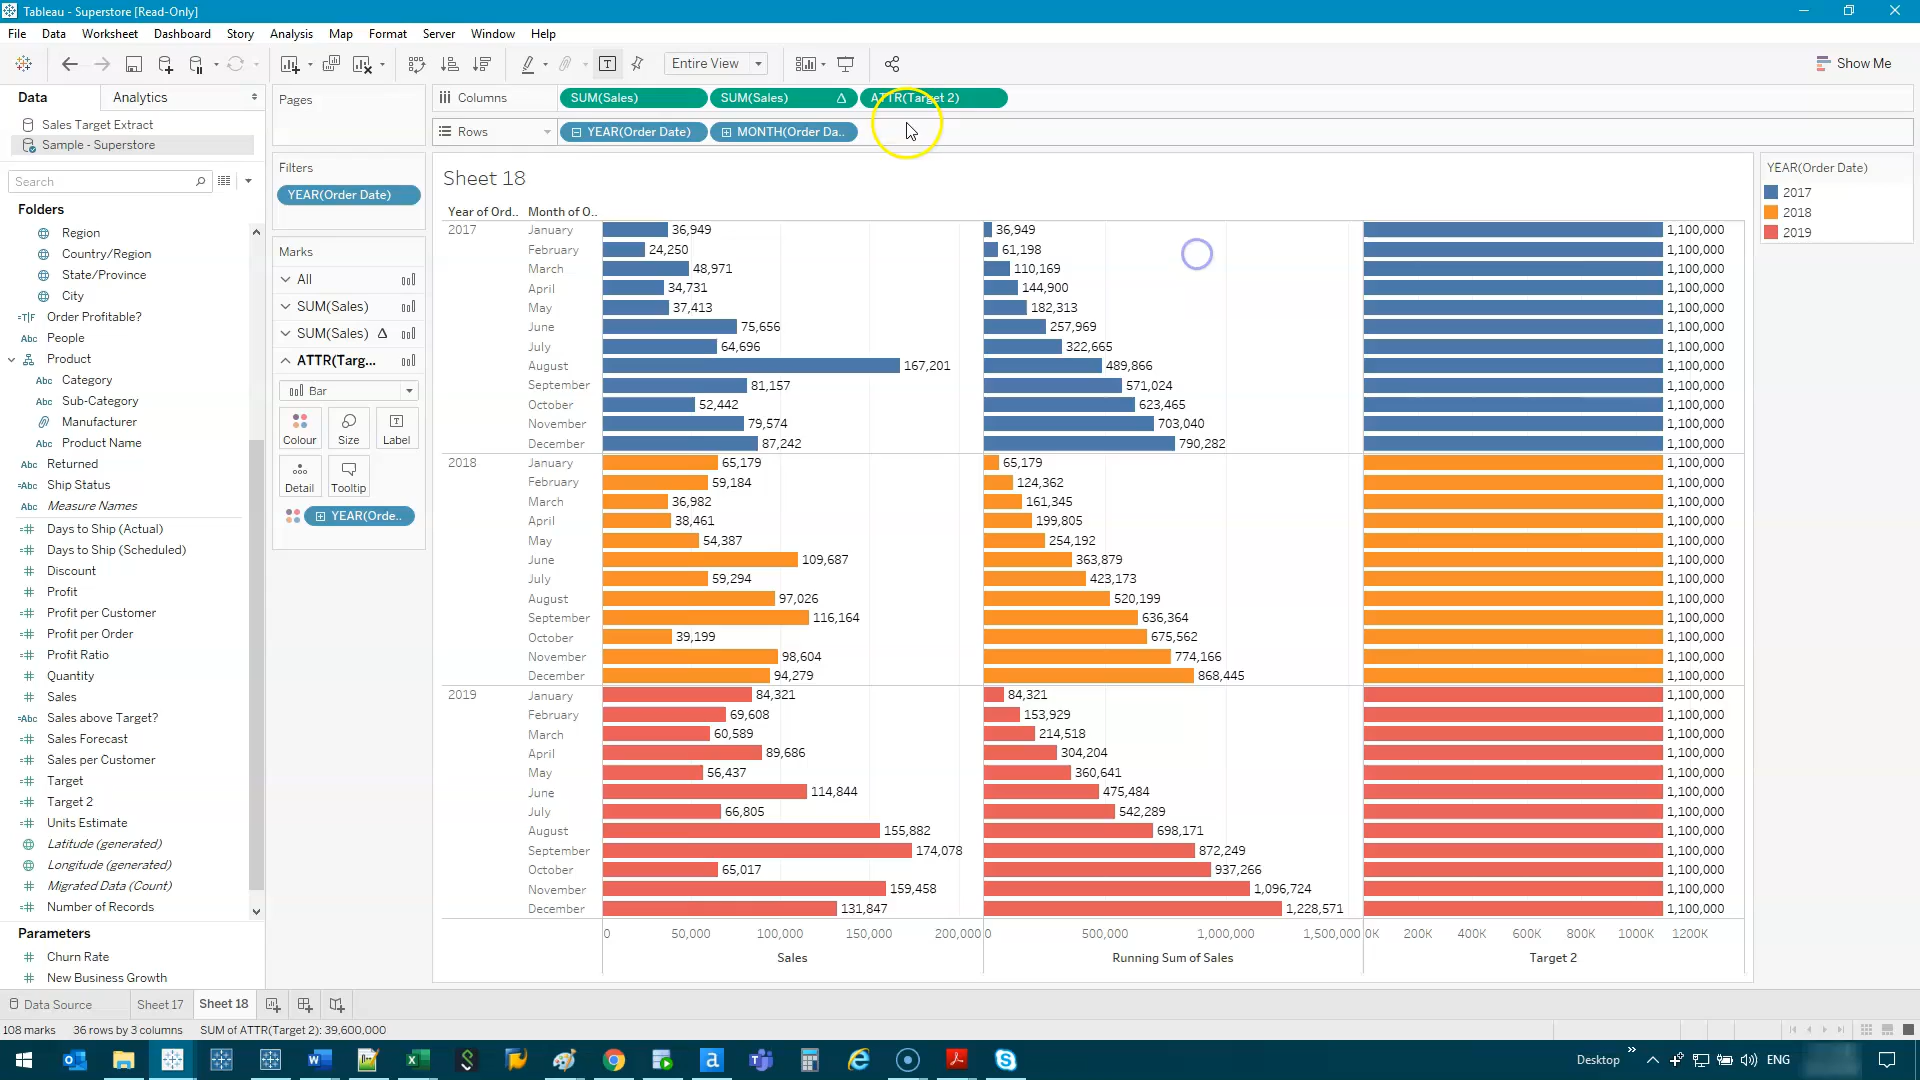 Tableau - Superstore [Read-Only]
File Data Worksheet Dashboard Story Analysis Map Format Server Window Help
Entire View
Show Me
Data Analytics
Sales Target Extract
Sample - Superstore
Search
Folders
Region
Country/Region
State/Province
City
=T|F Order Profitable?
Abc People
Product
Abc Category
Abc Sub-Category
Manufacturer
Abc Product Name
Abc Returned
=Abc Ship Status
Abc Measure Names
=# Days to Ship (Actual)
=# Days to Ship (Scheduled)
# Discount
# Profit
=# Profit per Customer
=# Profit per Order
=# Profit Ratio
# Quantity
# Sales
=Abc Sales above Target?
=# Sales Forecast
=# Sales per Customer
=# Target
=# Target 2
=# Units Estimate
Latitude (generated)
Longitude (generated)
# Migrated Data (Count)
=# Number of Records
Parameters
# Churn Rate
# New Business Growth
Pages
Filters
YEAR(Order Date)
Marks
All
SUM(Sales)
SUM(Sales) Δ
ATTR(Targ...
Bar
Colour Size Label
Detail Tooltip
YEAR(Orde..
Columns SUM(Sales) SUM(Sales) Δ ATTR(Target 2)
Rows YEAR(Order Date) MONTH(Order Da..
Sheet 18
Year of Ord.. Month of O..
2017 January 36,949 36,949 1,100,000
February 24,250 61,198 1,100,000
March 48,971 110,169 1,100,000
April 34,731 144,900 1,100,000
May 37,413 182,313 1,100,000
June 75,656 257,969 1,100,000
July 64,696 322,665 1,100,000
August 167,201 489,866 1,100,000
September 81,157 571,024 1,100,000
October 52,442 623,465 1,100,000
November 79,574 703,040 1,100,000
December 87,242 790,282 1,100,000
2018 January 65,179 65,179 1,100,000
February 59,184 124,362 1,100,000
March 36,982 161,345 1,100,000
April 38,461 199,805 1,100,000
May 54,387 254,192 1,100,000
June 109,687 363,879 1,100,000
July 59,294 423,173 1,100,000
August 97,026 520,199 1,100,000
September 116,164 636,364 1,100,000
October 39,199 675,562 1,100,000
November 98,604 774,166 1,100,000
December 94,279 868,445 1,100,000
2019 January 84,321 84,321 1,100,000
February 69,608 153,929 1,100,000
March 60,589 214,518 1,100,000
April 89,686 304,204 1,100,000
May 56,437 360,641 1,100,000
June 114,844 475,484 1,100,000
July 66,805 542,289 1,100,000
August 155,882 698,171 1,100,000
September 174,078 872,249 1,100,000
October 65,017 937,266 1,100,000
November 159,458 1,096,724 1,100,000
December 131,847 1,228,571 1,100,000
0 50,000 100,000 150,000 200,000 0 500,000 1,000,000 1,500,000 0K 200K 400K 600K 800K 1000K 1200K
Sales Running Sum of Sales Target 2
YEAR(Order Date)
2017
2018
2019
Data Source Sheet 17 Sheet 18
108 marks 36 rows by 3 columns SUM of ATTR(Target 2): 39,600,000
Desktop » ENG